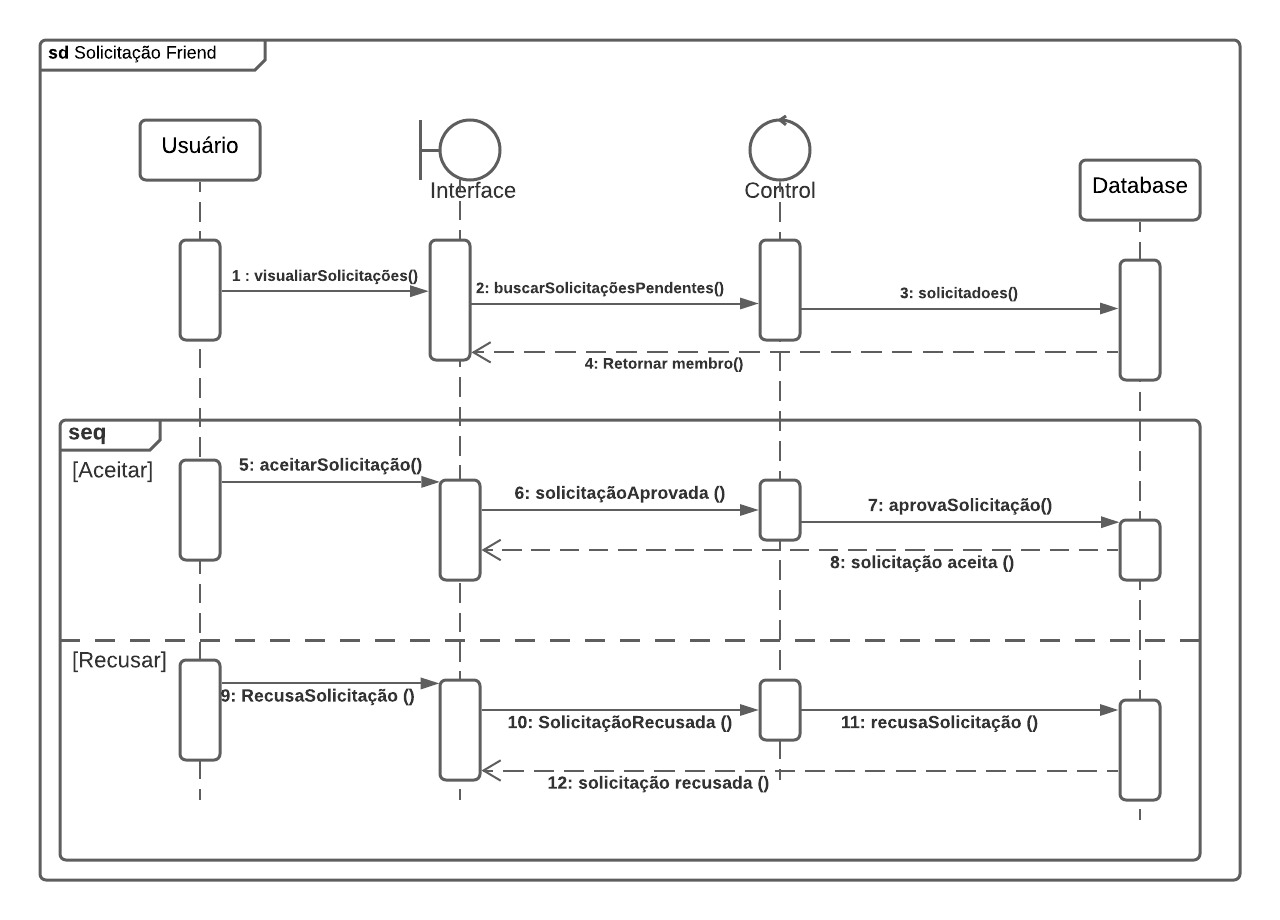 sd Solicitação Friend
Usuário
Interface
Control
Database
1 : visualiarSolicitações()
2: buscarSolicitaçõesPendentes()
3: solicitadoes()
4: Retornar membro()
seq
[Aceitar]
5: aceitarSolicitação()
6: solicitaçãoAprovada ()
7: aprovaSolicitação()
8: solicitação aceita ()
[Recusar]
9: RecusaSolicitação ()
10: SolicitaçãoRecusada ()
11: recusaSolicitação ()
12: solicitação recusada ()